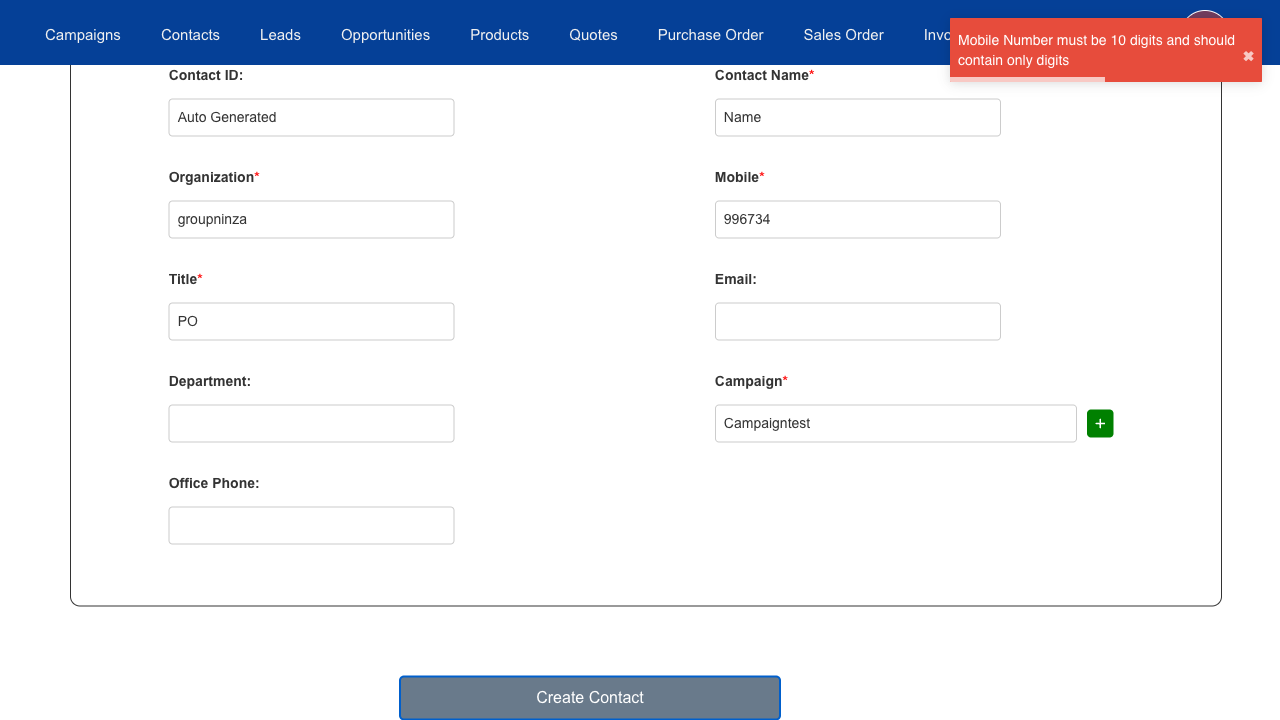 Campaigns Contacts Leads Opportunities Products Quotes Purchase Order Sales Order
Mobile Number must be 10 digits and should
contain only digits
✖
Contact ID:
Auto Generated
Contact Name*
Name
Organization*
groupninza
Mobile*
996734
Title*
PO
Email:
Department:
Campaign*
Campaigntest
+
Office Phone:
Create Contact